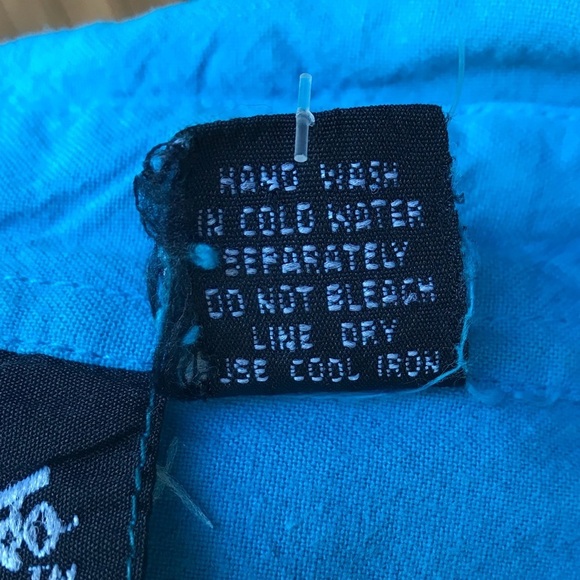 HAND WASH
IN COLD WATER
SEPARATELY
DO NOT BLEACH
LINE DRY
USE COOL IRON